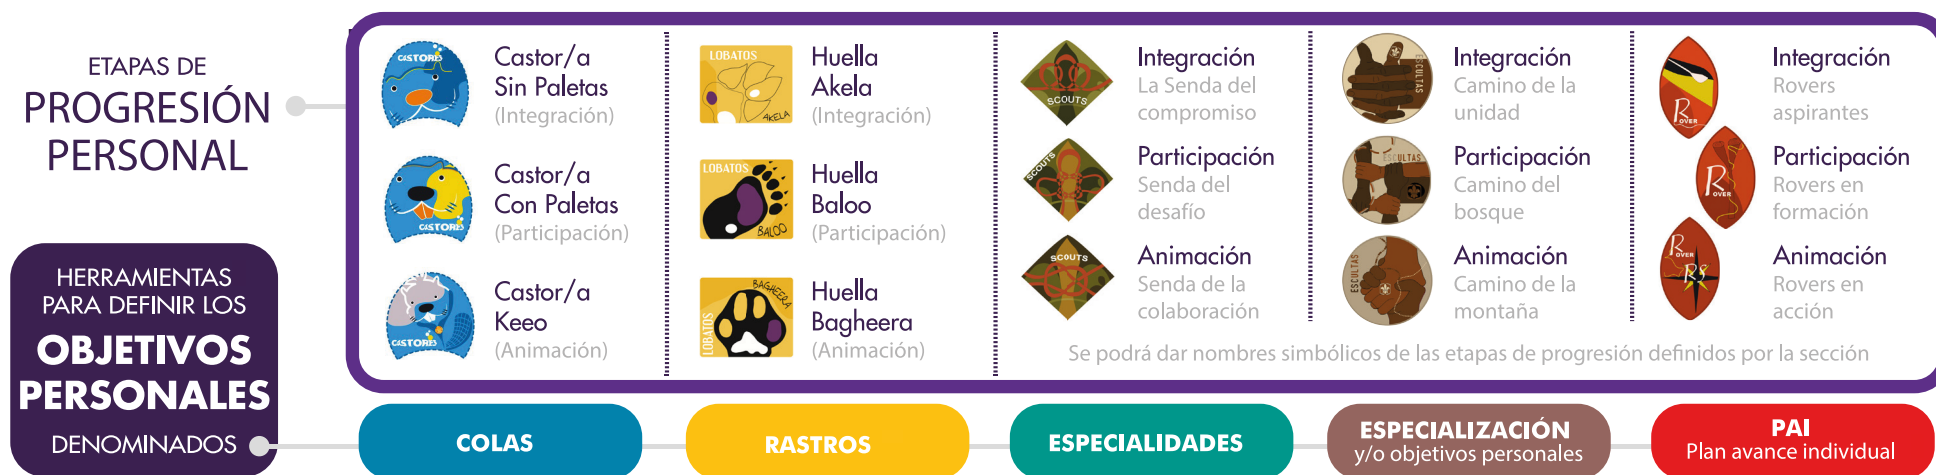 ETAPAS DE
PROGRESIÓN
PERSONAL
HERRAMIENTAS
PARA DEFINIR LOS
OBJETIVOS
PERSONALES
DENOMINADOS
CASTORES
Castor/a
Sin Paletas
(Integración)
CASTORES
Castor/a
Con Paletas
(Participación)
CASTORES
Castor/a
Keeo
(Animación)
LOBATOS
AKELA
Huella
Akela
(Integración)
LOBATOS
BALOO
Huella
Baloo
(Participación)
LOBATOS
BAGHEERA
Huella
Bagheera
(Animación)
SCOUTS
Integración
La Senda del
compromiso
SCOUTS
Participación
Senda del
desafío
SCOUTS
Animación
Senda de la
colaboración
ESCULTAS
Integración
Camino de la
unidad
ESCULTAS
Participación
Camino del
bosque
ESCULTAS
Animación
Camino de la
montaña
ROVER
Integración
Rovers
aspirantes
ROVER
Participación
Rovers en
formación
ROVER
RS
Animación
Rovers en
acción
Se podrá dar nombres simbólicos de las etapas de progresión definidos por la sección
COLAS
RASTROS
ESPECIALIDADES
ESPECIALIZACIÓN
y/o objetivos personales
PAI
Plan avance individual